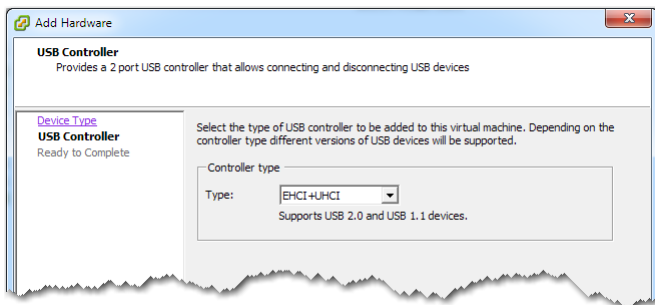 Add Hardware
USB Controller
Provides a 2 port USB controller that allows connecting and disconnecting USB devices
Device Type
USB Controller
Ready to Complete
Select the type of USB controller to be added to this virtual machine. Depending on the
controller type different versions of USB devices will be supported.
Controller type
Type:
EHCI+UHCI
Supports USB 2.0 and USB 1.1 devices.